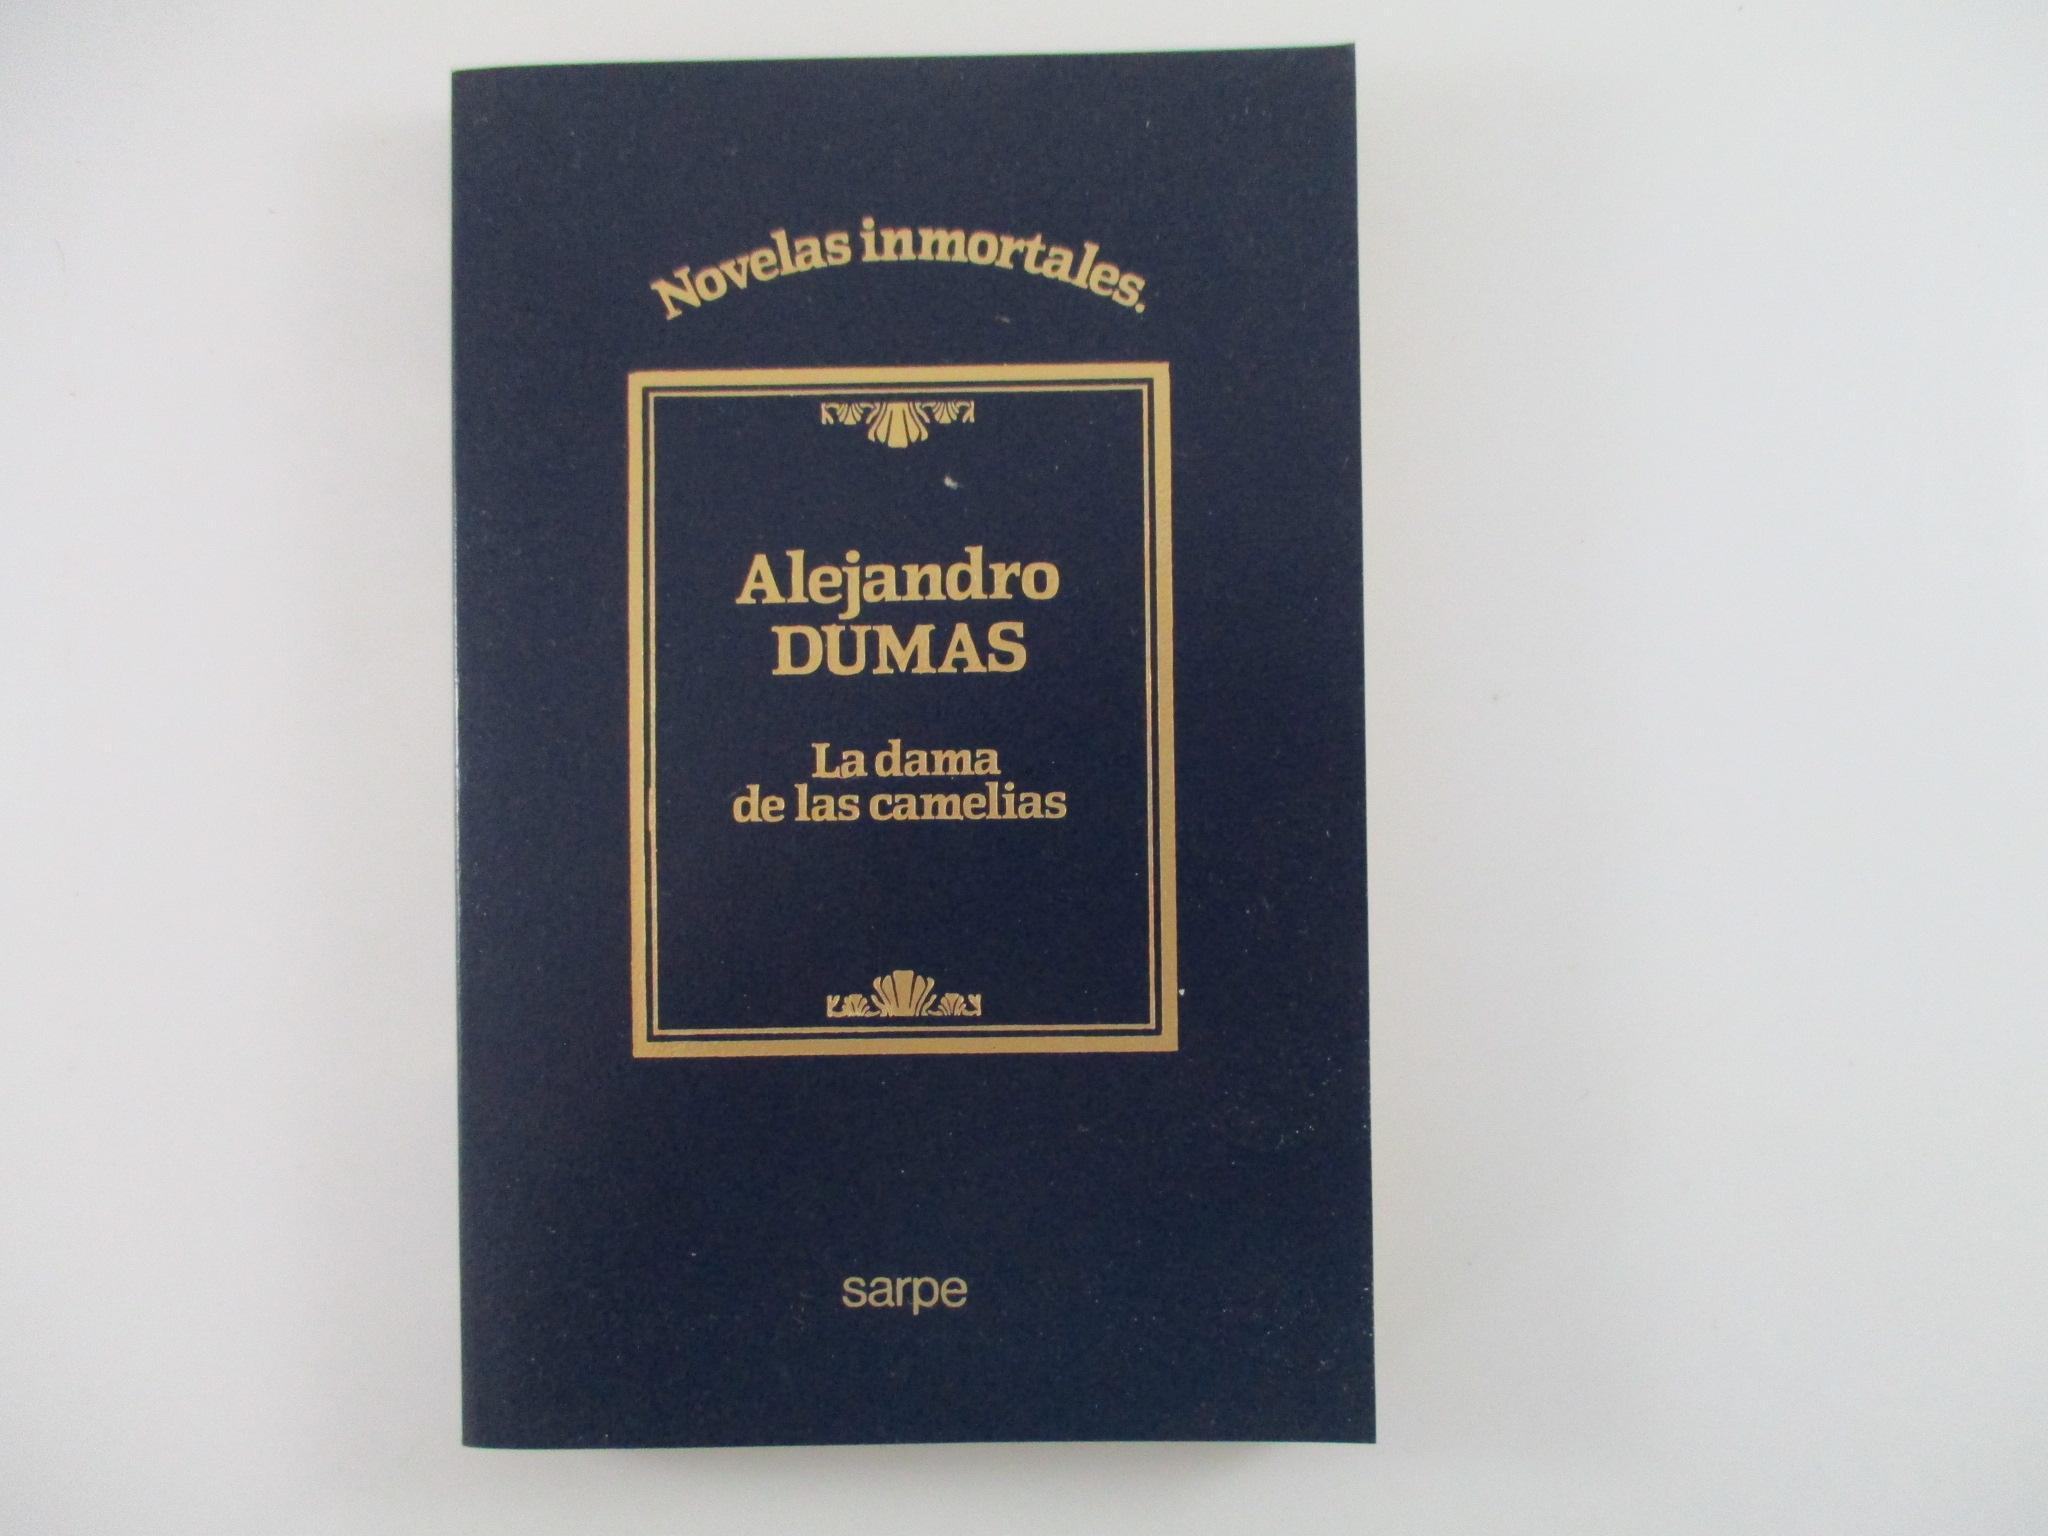 Novelas inmortales.
Alejandro
DUMAS
La dama
de las camelias
sarpe